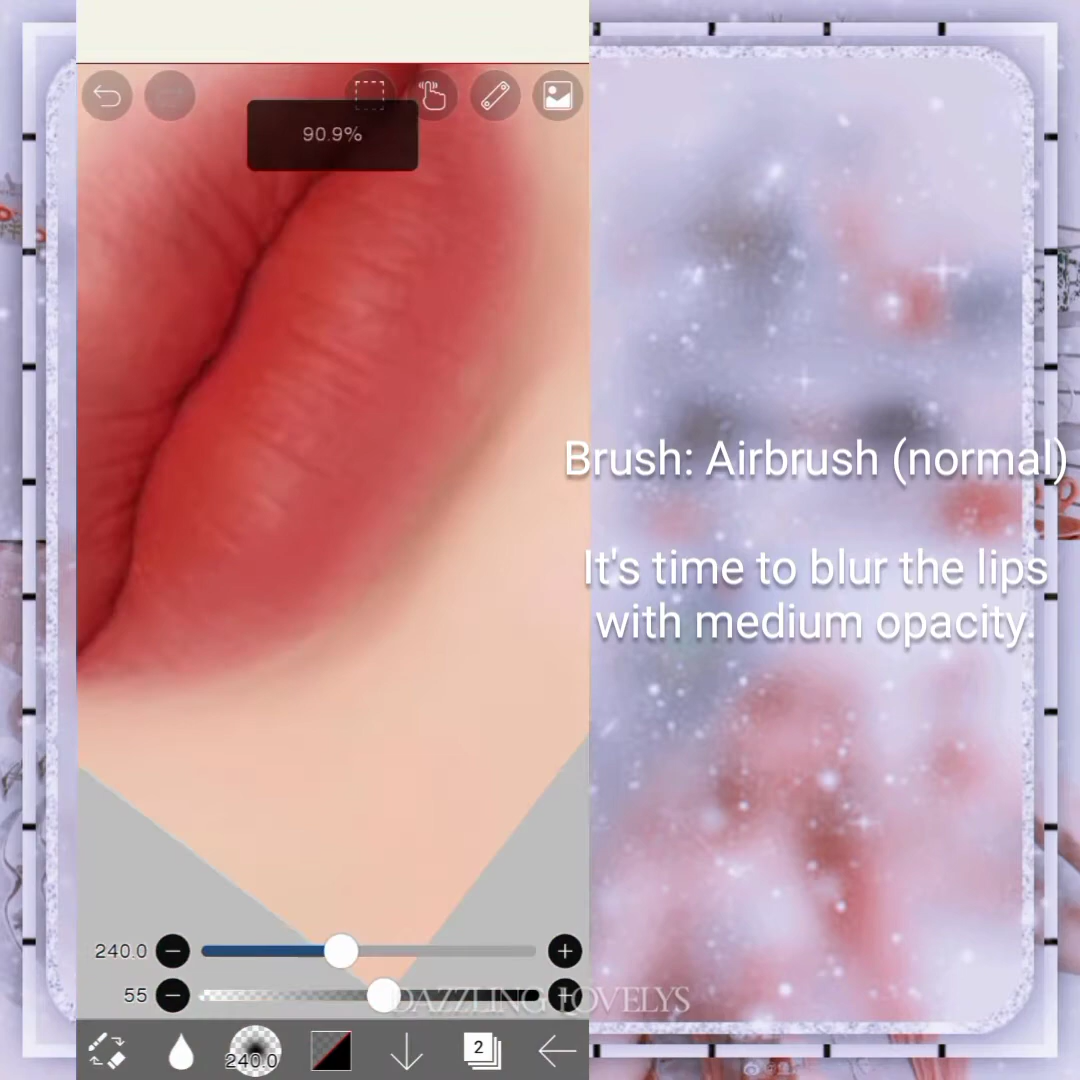 90.9%
Brush: Airbrush (normal)
It's time to blur the lips
with medium opacity.
240.0
55
DAZZLING LOVELYS
240.0
2